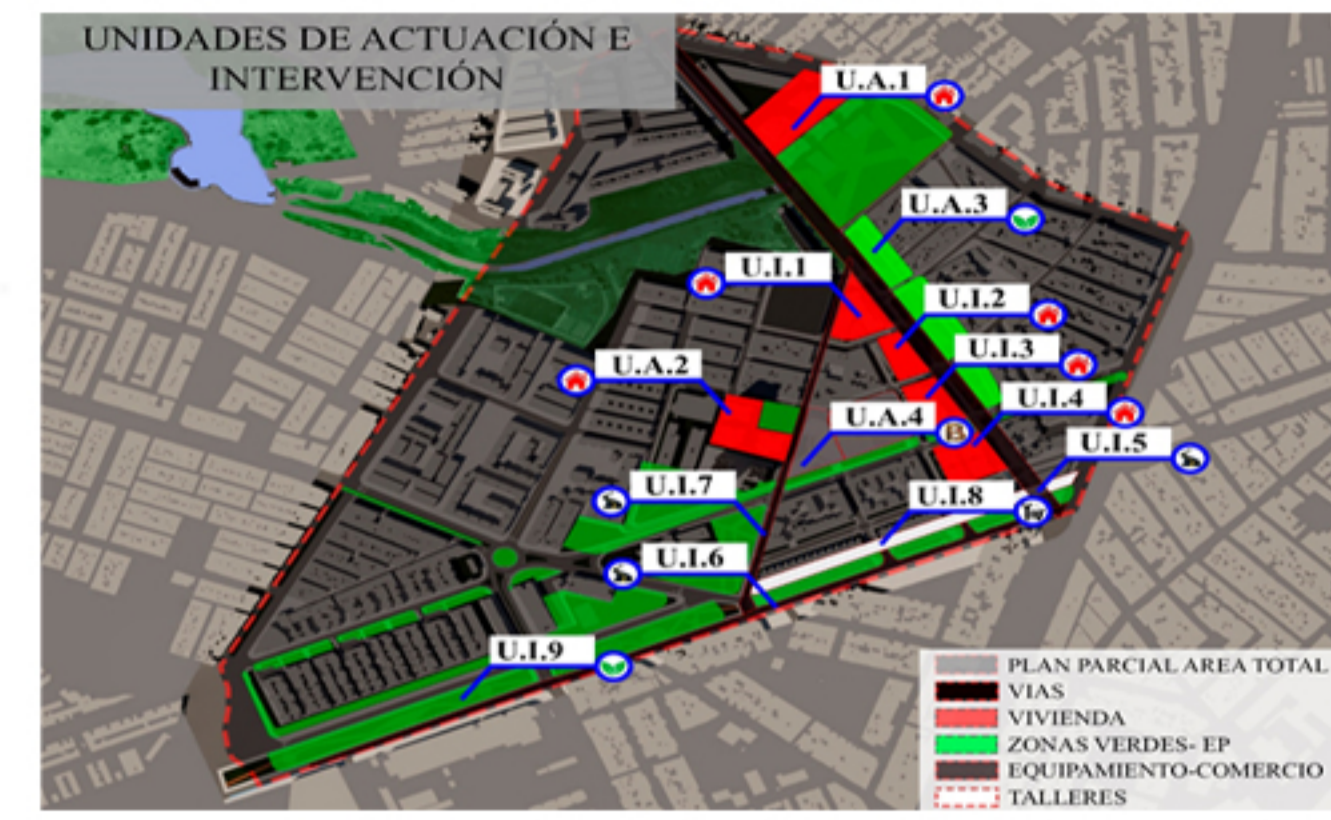 UNIDADES DE ACTUACIÓN E
INTERVENCIÓN
U.A.1
U.A.3
U.I.1
U.I.2
U.I.3
U.A.2
U.I.4
U.A.4
B
U.I.5
U.I.7
U.I.8
U.I.6
U.I.9
PLAN PARCIAL AREA TOTAL
VIAS
VIVIENDA
ZONAS VERDES- EP
EQUIPAMIENTO-COMERCIO
TALLERES